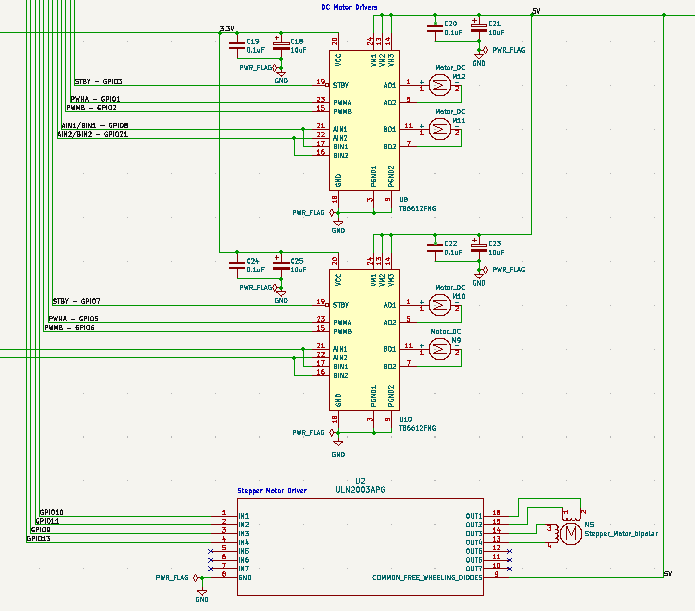 DC Motor Drivers
3.3V
5V
C19
0.1uF
C18
10uF
C20
0.1uF
C21
10uF
PWR_FLAG
GND
PWR_FLAG
GND
20
VCC
24
VM1
13
VM2
14
VM3
STBY - GPIO3
19
STBY
AO1
1
Motor_DC
M12
+
-
1
2
PWMA - GPIO1
23
PWMA
AO2
5
PWMB - GPIO2
15
PWMB
AIN1/BIN1 - GPIO8
21
AIN1
BO1
11
Motor_DC
M11
+
-
1
2
AIN2/BIN2 - GPIO21
22
AIN2
17
BIN1
BO2
7
16
BIN2
GND
18
PGND1
3
PGND2
9
U8
TB6612FNG
PWR_FLAG
GND
C24
0.1uF
C25
10uF
C22
0.1uF
C23
10uF
PWR_FLAG
GND
PWR_FLAG
GND
20
VCC
24
VM1
13
VM2
14
VM3
STBY - GPIO7
19
STBY
AO1
1
Motor_DC
M10
+
-
1
2
PWMA - GPIO5
23
PWMA
AO2
5
PWMB - GPIO6
15
PWMB
21
AIN1
BO1
11
Motor_DC
M9
+
-
1
2
22
AIN2
17
BIN1
BO2
7
16
BIN2
GND
18
PGND1
3
PGND2
9
U10
TB6612FNG
PWR_FLAG
GND
Stepper Motor Driver
U2
ULN2003APG
GPIO10
1
IN1
OUT1
16
GPIO11
2
IN2
OUT2
15
GPIO9
3
IN3
OUT3
14
GPIO13
4
IN4
OUT4
13
5
IN5
OUT5
12
6
IN6
OUT6
11
7
IN7
OUT7
10
PWR_FLAG
8
GND
COMMON_FREE_WHEELING_DIODES
9
5V
GND
1
2
3
4
M
M5
Stepper_Motor_bipolar